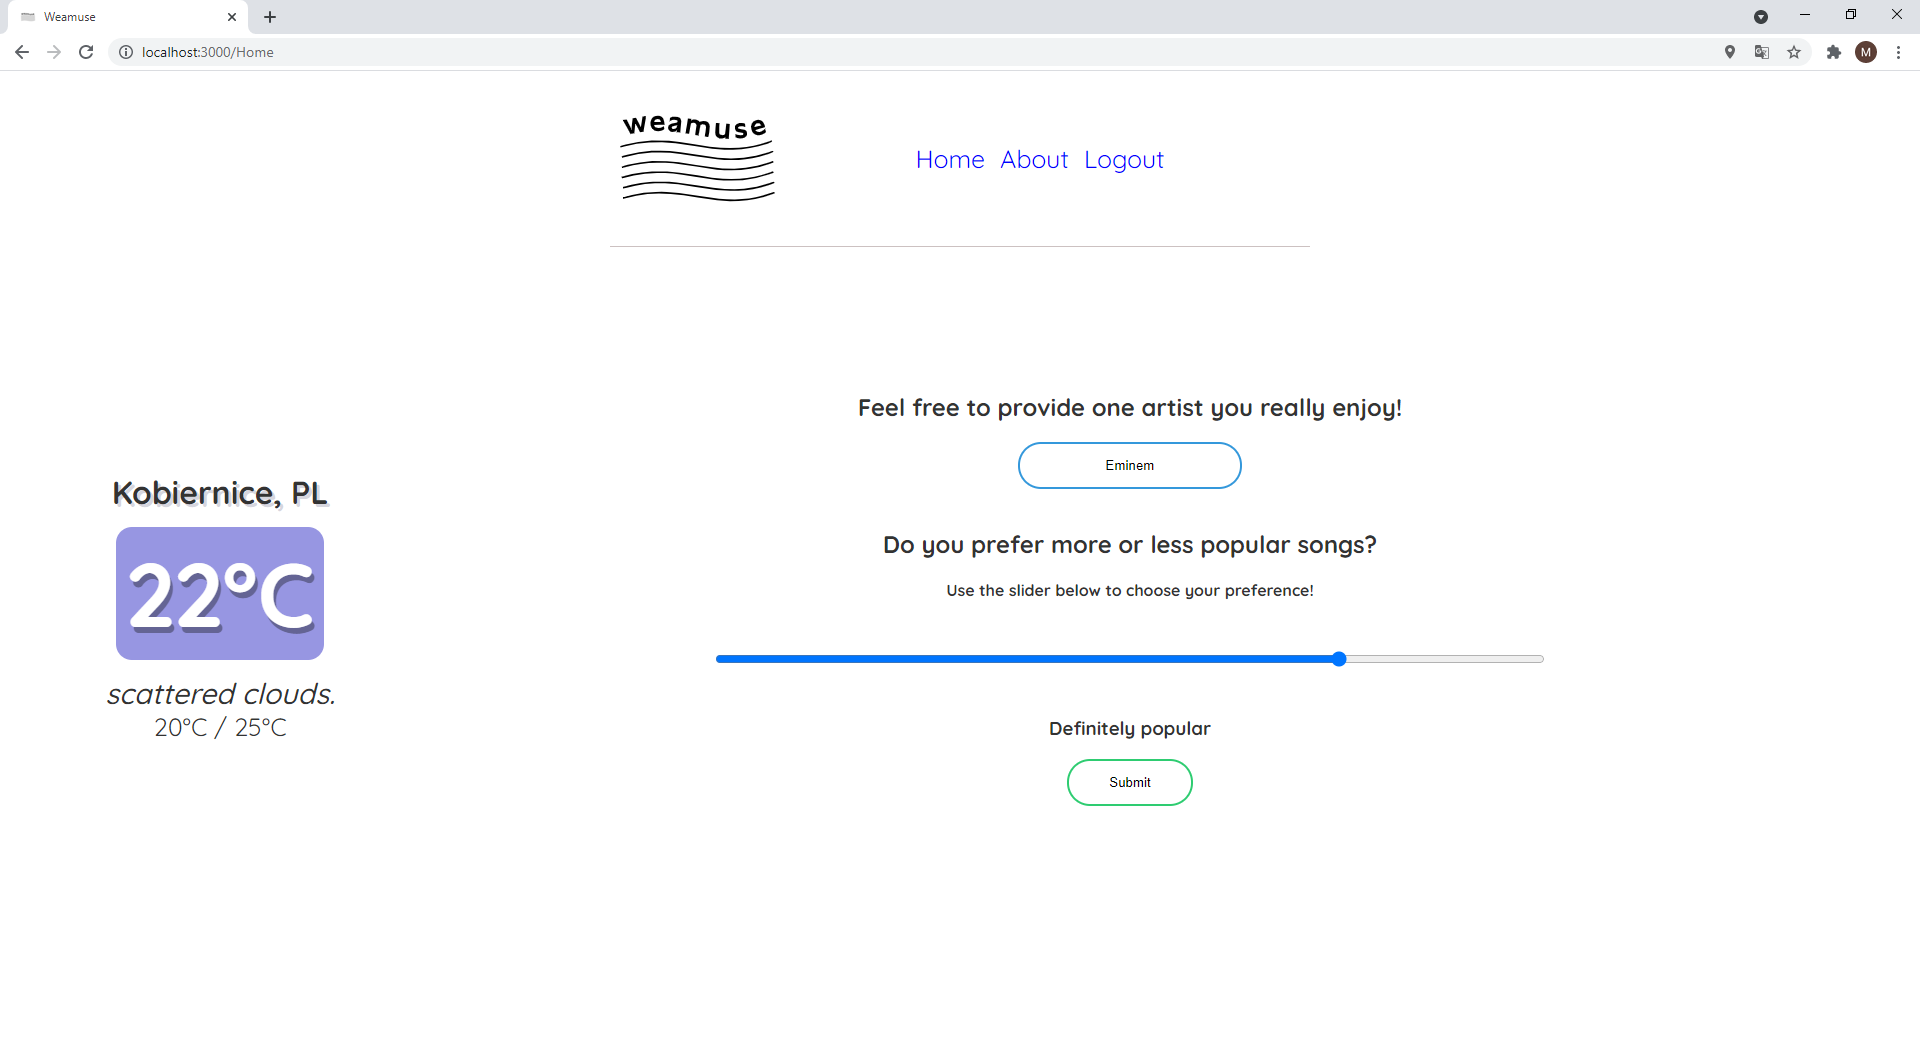 Weamuse
localhost:3000/Home
M
weamuse
Home About Logout
Feel free to provide one artist you really enjoy!
Eminem
Do you prefer more or less popular songs?
Use the slider below to choose your preference!
Definitely popular
Submit
Kobiernice, PL
22°C
scattered clouds.
20°C / 25°C